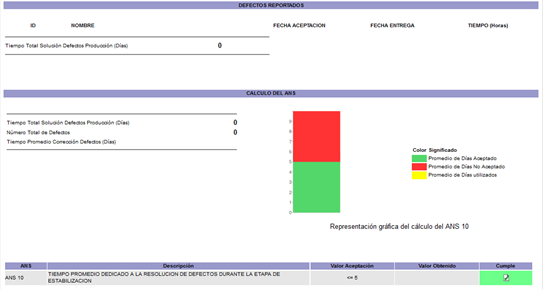 DEFECTOS REPORTADOS
ID NOMBRE FECHA ACEPTACION FECHA ENTREGA TIEMPO (Horas)
Tiempo Total Solución Defectos Producción (Días) 0
CALCULO DEL ANS
Tiempo Total Solución Defectos Producción (Días) 0
Número Total de Defectos 0
Tiempo Promedio Corrección Defectos (Días)
9
8
7
6
5
4
3
2
1
0
Color Significado
Promedio de Días Aceptado
Promedio de Días No Aceptado
Promedio de Días utilizados
Representación gráfica del cálculo del ANS 10
ANS Descripción Valor Aceptación Valor Obtenido Cumple
ANS 10 TIEMPO PROMEDIO DEDICADO A LA RESOLUCION DE DEFECTOS DURANTE LA ETAPA DE ESTABILIZACION <= 5